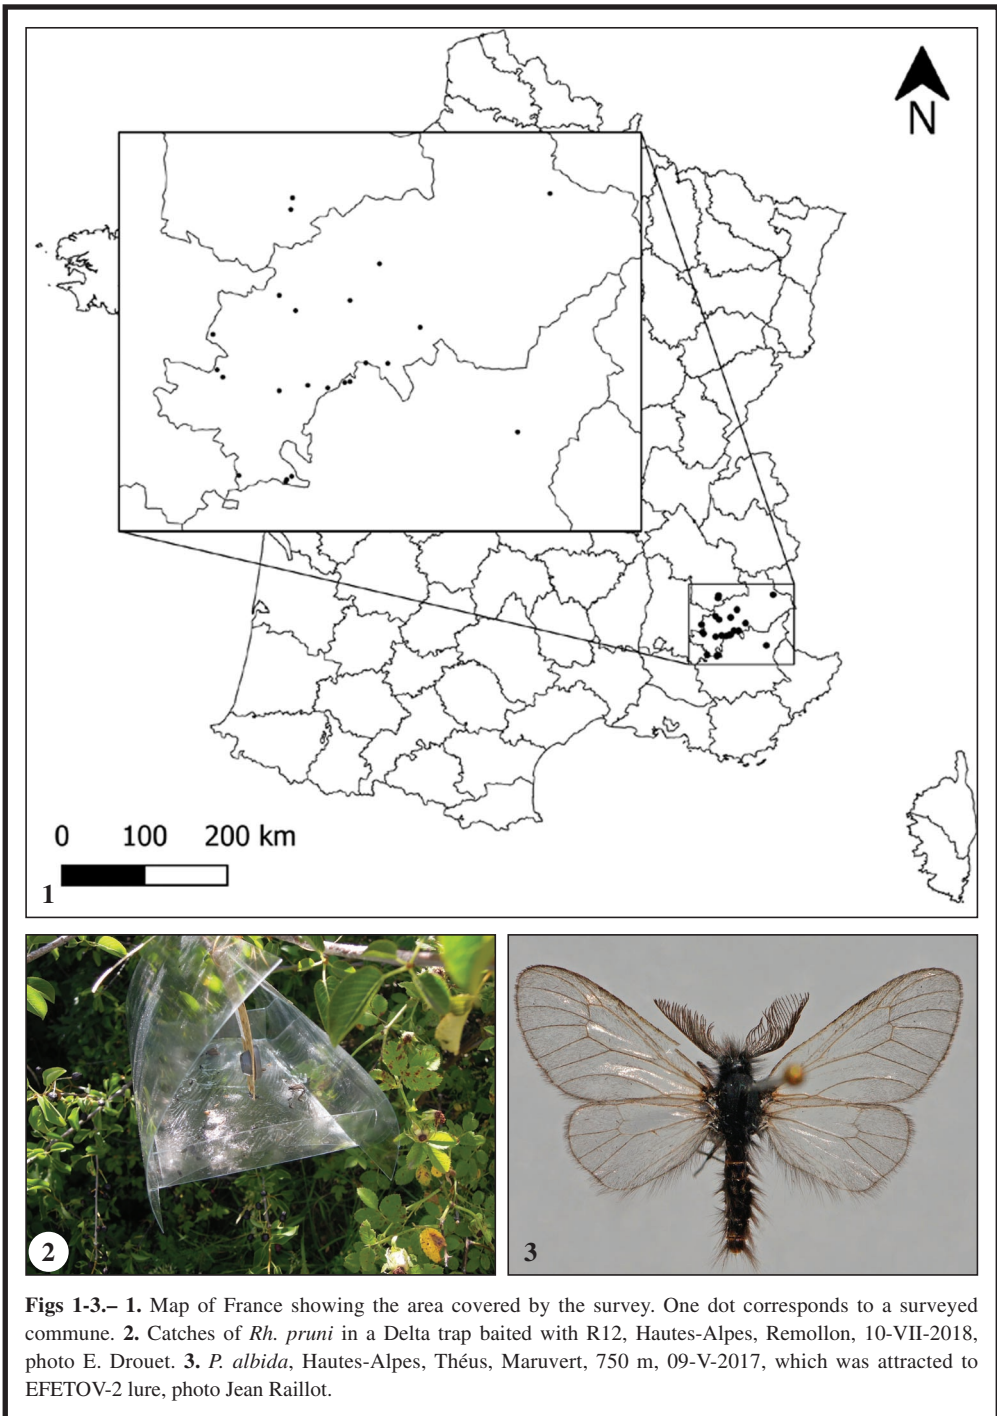 N
0 100 200 km
1
2
3
Figs 1-3.– 1. Map of France showing the area covered by the survey. One dot corresponds to a surveyed
commune. 2. Catches of Rh. pruni in a Delta trap baited with R12, Hautes-Alpes, Remollon, 10-VII-2018,
photo E. Drouet. 3. P. albida, Hautes-Alpes, Théus, Maruvert, 750 m, 09-V-2017, which was attracted to
EFETOV-2 lure, photo Jean Raillot.